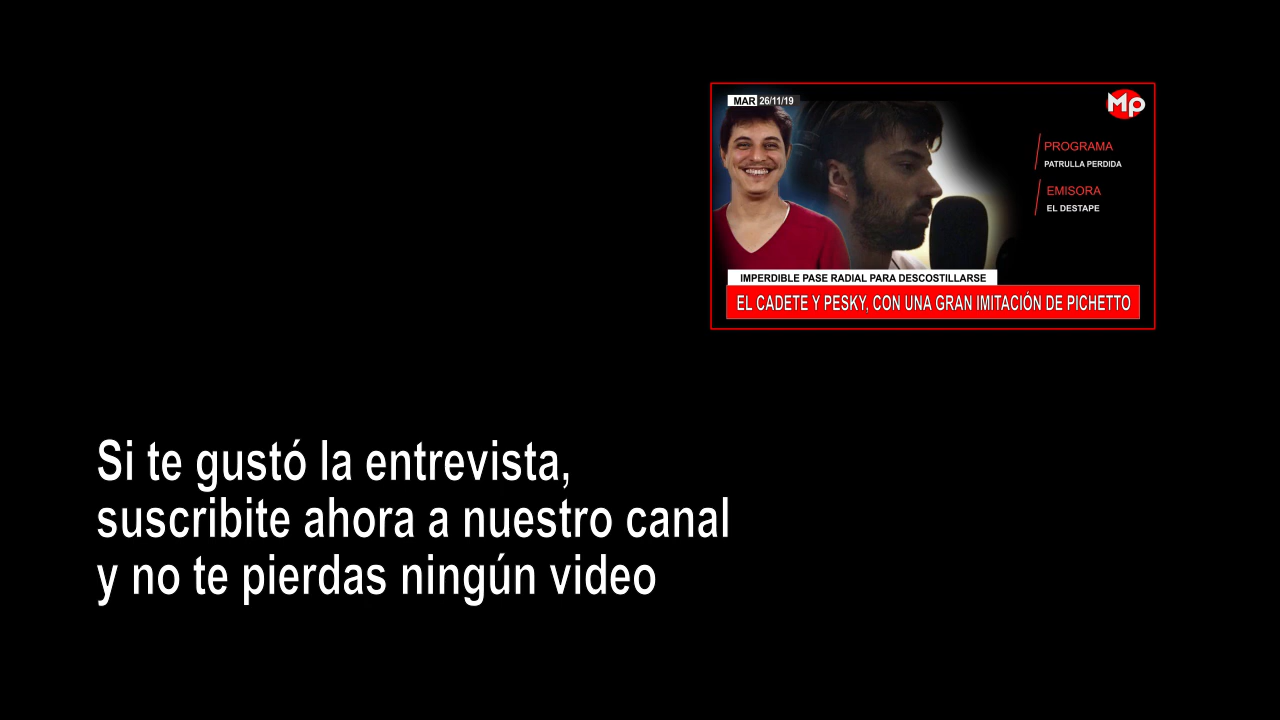 MAR 26/11/19
Mp
PROGRAMA
PATRULLA PERDIDA
EMISORA
EL DESTAPE
IMPERDIBLE PASE RADIAL PARA DESCOSTILLARSE
EL CADETE Y PESKY, CON UNA GRAN IMITACIÓN DE PICHETTO
Si te gustó la entrevista,
suscribite ahora a nuestro canal
y no te pierdas ningún video